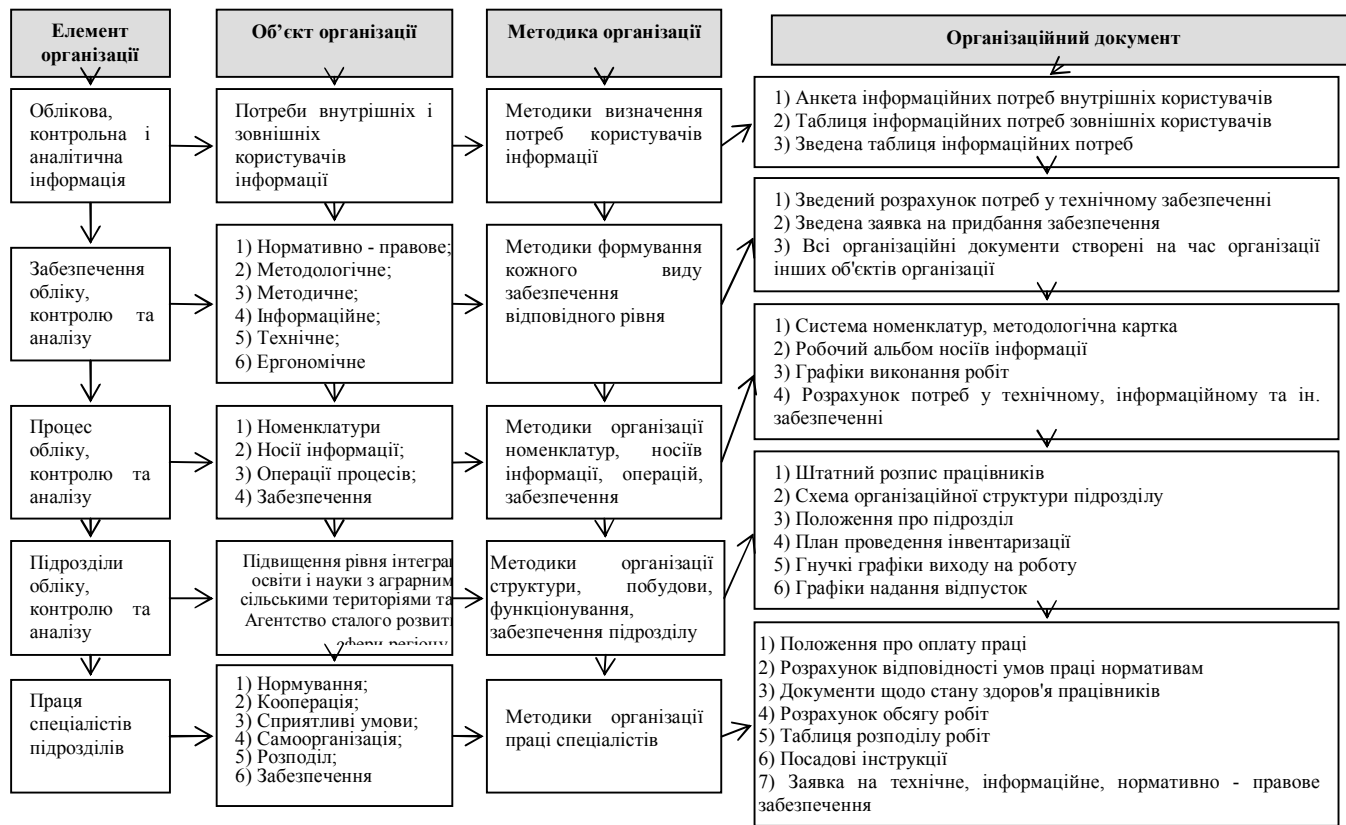 Елемент
організації
Об’єкт організації
Методика організації
Організаційний документ
Облікова,
контрольна і
аналітична
інформація
Потреби внутрішніх і
зовнішніх
користувачів
інформації
Методики визначення
потреб користувачів
інформації
1) Анкета інформаційних потреб внутрішніх користувачів
2) Таблиця інформаційних потреб зовнішніх користувачів
3) Зведена таблиця інформаційних потреб
Забезпечення
обліку,
контролю та
аналізу
1) Нормативно - правове;
2) Методологічне;
3) Методичне;
4) Інформаційне;
5) Технічне;
6) Ергономічне
Методики формування
кожного виду
забезпечення
відповідного рівня
1) Зведений розрахунок потреб у технічному забезпеченні
2) Зведена заявка на придбання забезпечення
3) Всі організаційні документи створені на час організації
інших об'єктів організації
Процес
обліку,
контролю та
аналізу
1) Номенклатури
2) Носії інформації;
3) Операції процесів;
4) Забезпечення
Методики організації
номенклатур, носіїв
інформації, операцій,
забезпечення
1) Система номенклатур, методологічна картка
2) Робочий альбом носіїв інформації
3) Графіки виконання робіт
4) Розрахунок потреб у технічному, інформаційному та ін.
забезпеченні
Підрозділи
обліку,
контролю та
аналізу
Підвищення рівня інтегра
освіти і науки з аграрним
сільськими територіями та
Агентство сталого розвит
сфери регіону
Методики організації
структури, побудови,
функціонування,
забезпечення підрозділу
1) Штатний розпис працівників
2) Схема організаційної структури підрозділу
3) Положення про підрозділ
4) План проведення інвентаризації
5) Гнучкі графіки виходу на роботу
6) Графіки надання відпусток
Праця
спеціалістів
підрозділів
1) Нормування;
2) Кооперація;
3) Сприятливі умови;
4) Самоорганізація;
5) Розподіл;
6) Забезпечення
Методики організації
праці спеціалістів
1) Положення про оплату праці
2) Розрахунок відповідності умов праці нормативам
3) Документи щодо стану здоров'я працівників
4) Розрахунок обсягу робіт
5) Таблиця розподілу робіт
6) Посадові інструкції
7) Заявка на технічне, інформаційне, нормативно - правове
забезпечення